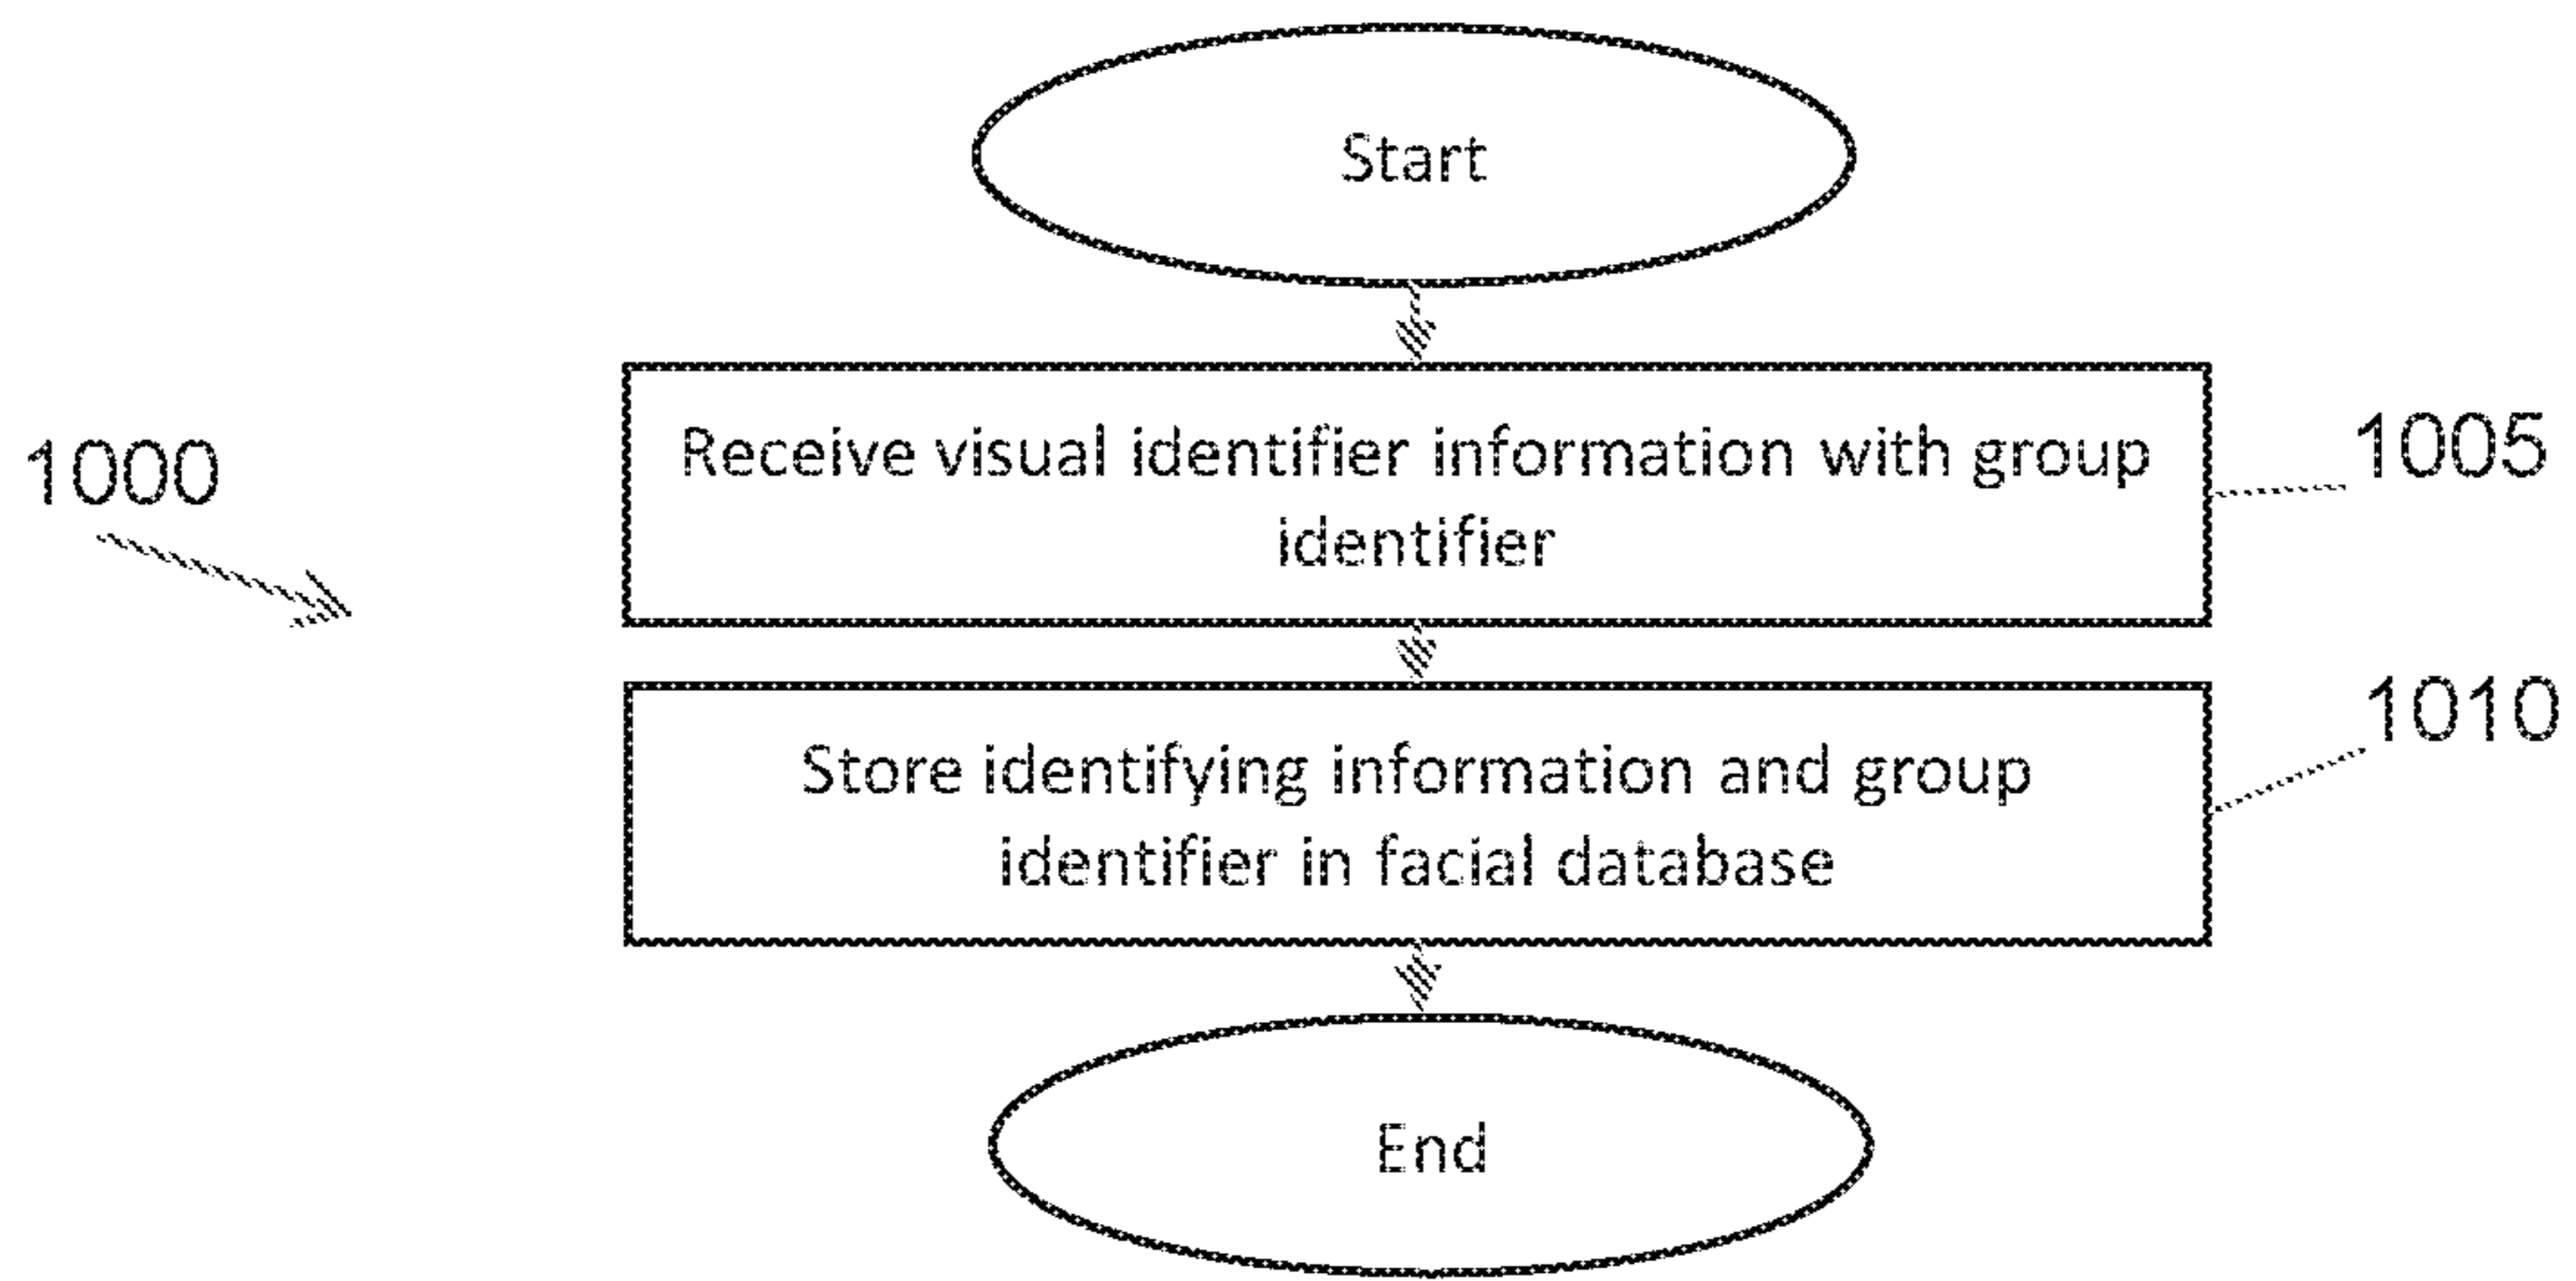 Start
Receive visual identifier information with group
identifier
1005
1000
Store identifying information and group
identifier in facial database
1010
End